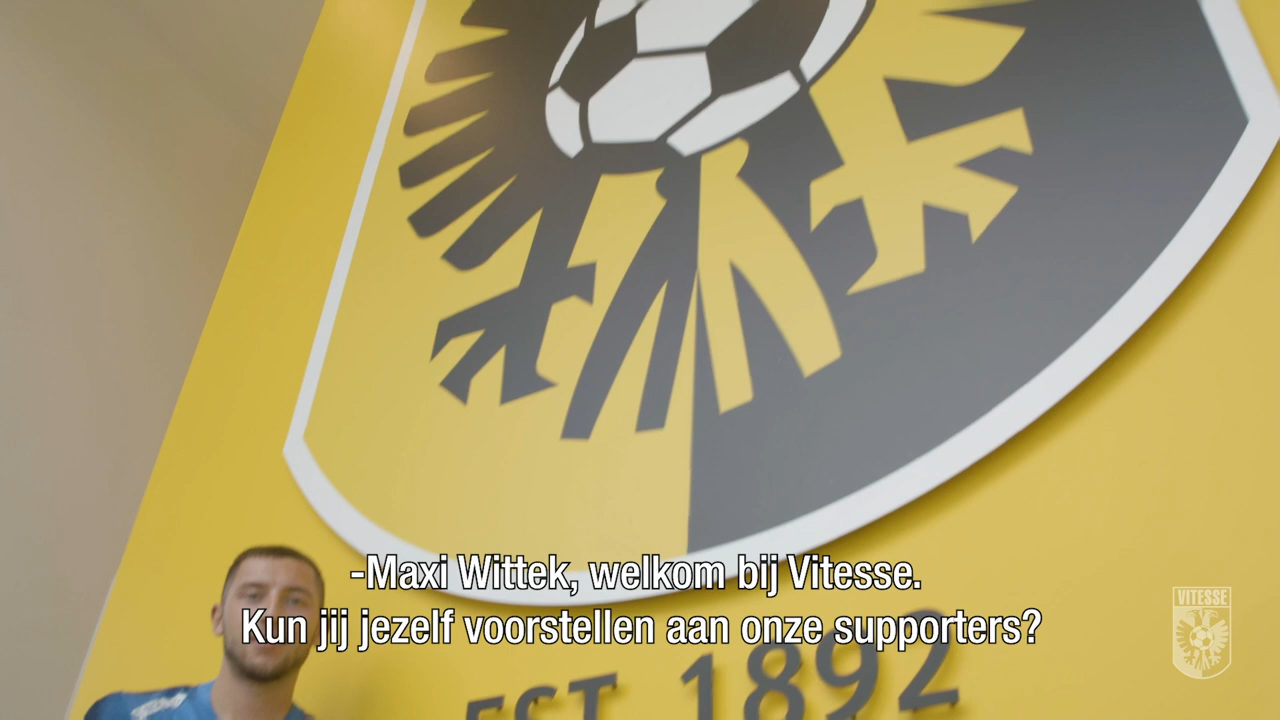 -Maxi Wittek, welkom bij Vitesse.
Kun jij jezelf voorstellen aan onze supporters?
EST. 1892
VITESSE